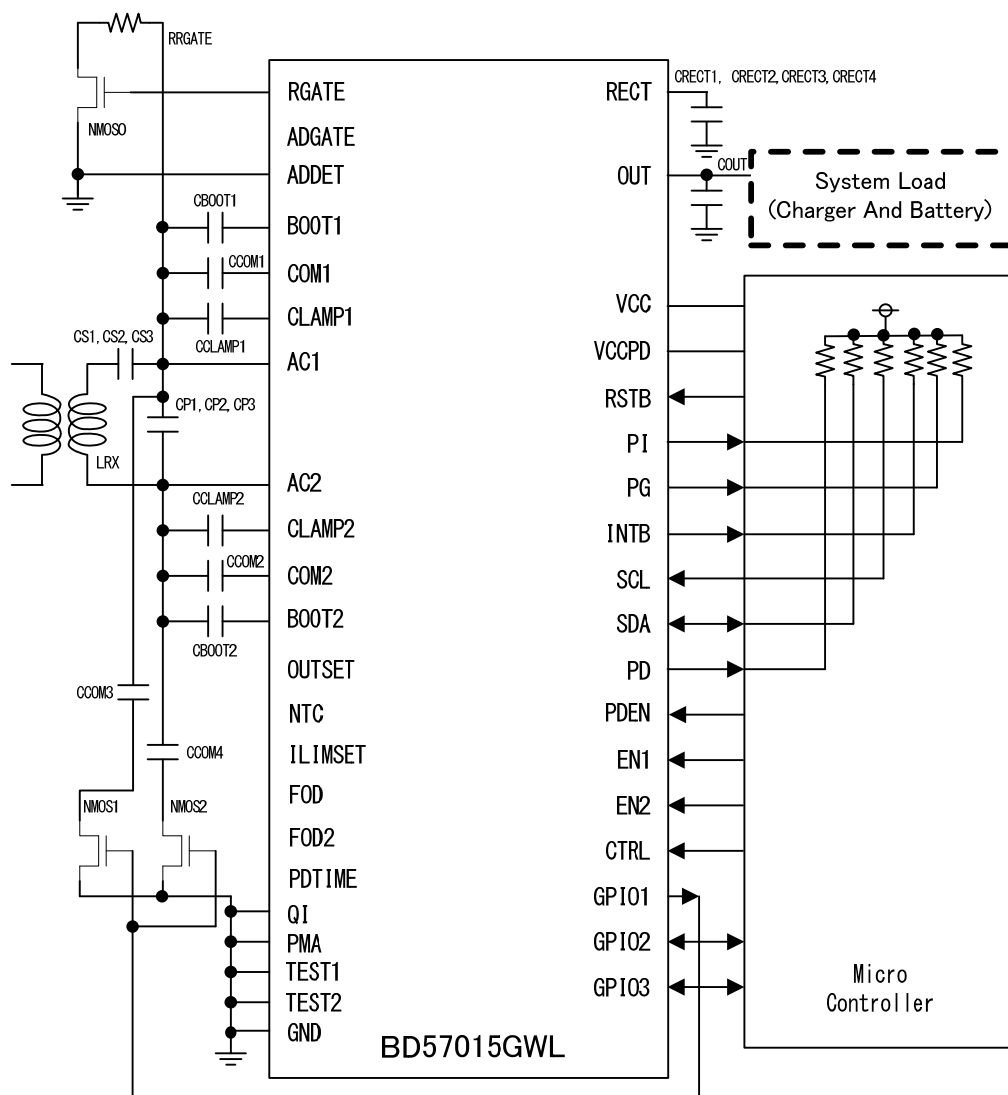 RRGATE
NMOS0
RGATE
ADGATE
ADDET
BOOT1
COM1
CLAMP1
AC1
AC2
CLAMP2
COM2
BOOT2
OUTSET
NTC
ILIMSET
FOD
FOD2
PDTIME
QI
PMA
TEST1
TEST2
GND
CBOOT1
CCOM1
CCLAMP1
CS1, CS2, CS3
CP1, CP2, CP3
LRX
CCLAMP2
CCOM2
CBOOT2
CCOM3
CCOM4
NMOS1
NMOS2
BD57015GWL
RECT
OUT
VCC
VCCPD
RSTB
PI
PG
INTB
SCL
SDA
PD
PDEN
EN1
EN2
CTRL
GPIO1
GPIO2
GPIO3
CRECT1, CRECT2, CRECT3, CRECT4
COUT
System Load
(Charger And Battery)
Micro
Controller